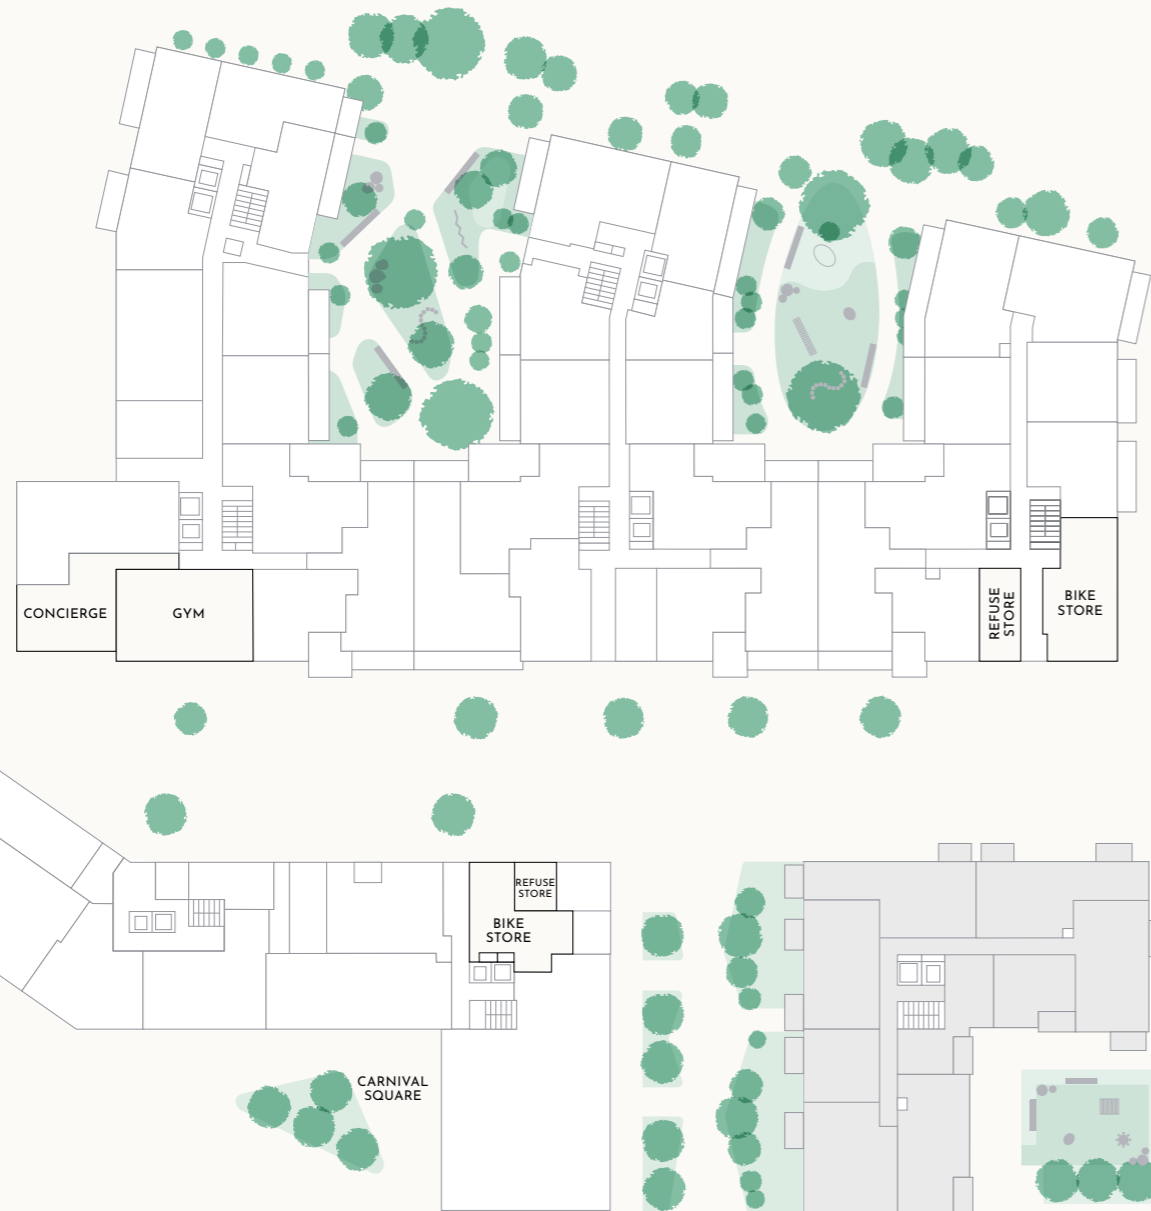 CONCIERGE
GYM
REFUSE
STORE
BIKE
STORE
REFUSE
STORE
BIKE
STORE
CARNIVAL
SQUARE